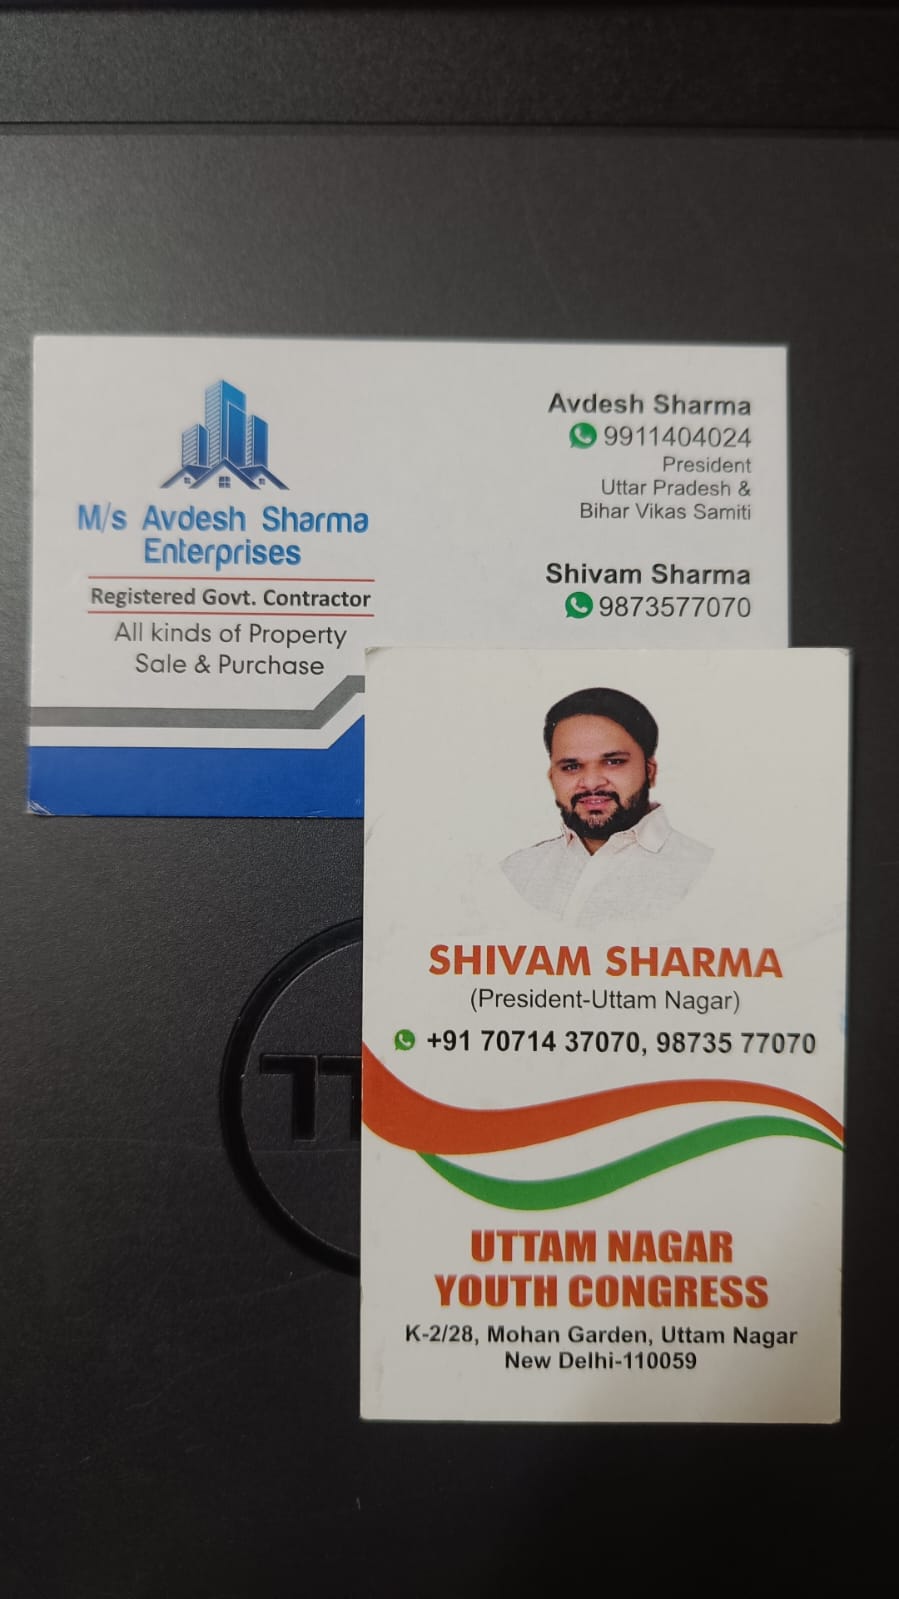 M/s Avdesh Sharma
Enterprises
Registered Govt. Contractor
All kinds of Property
Sale & Purchase
Avdesh Sharma
9911404024
President
Uttar Pradesh &
Bihar Vikas Samiti
Shivam Sharma
9873577070
SHIVAM SHARMA
(President-Uttam Nagar)
+91 70714 37070, 98735 77070
UTTAM NAGAR
YOUTH CONGRESS
K-2/28, Mohan Garden, Uttam Nagar
New Delhi-110059